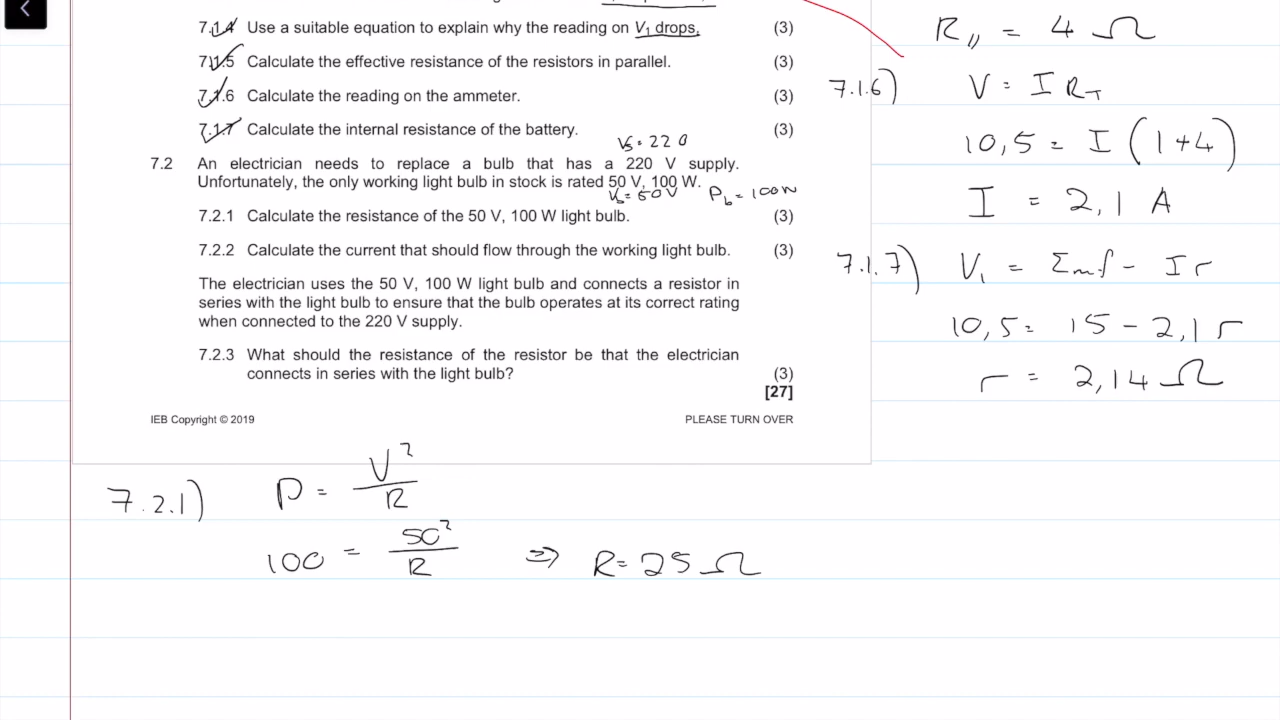 7.1.4 Use a suitable equation to explain why the reading on V1 drops. (3)
7.1.5 Calculate the effective resistance of the resistors in parallel. (3)
7.1.6 Calculate the reading on the ammeter. (3)
7.1.7 Calculate the internal resistance of the battery. (3)
Vs = 220
7.2 An electrician needs to replace a bulb that has a 220 V supply.
Unfortunately, the only working light bulb in stock is rated 50 V, 100 W.
Vb = 50V Pb = 100W
7.2.1 Calculate the resistance of the 50 V, 100 W light bulb. (3)
7.2.2 Calculate the current that should flow through the working light bulb. (3)
The electrician uses the 50 V, 100 W light bulb and connects a resistor in
series with the light bulb to ensure that the bulb operates at its correct rating
when connected to the 220 V supply.
7.2.3 What should the resistance of the resistor be that the electrician
connects in series with the light bulb? (3)
[27]
IEB Copyright © 2019 PLEASE TURN OVER
R// = 4 Ω
7.1.6) V = I RT
10,5 = I (1+4)
I = 2,1 A
7.1.7) V1 = Σmf - Ir
10,5 = 15 - 2,1 r
r = 2,14 Ω
7.2.1) P = V²/R
100 = 50²/R ⇒ R = 25 Ω